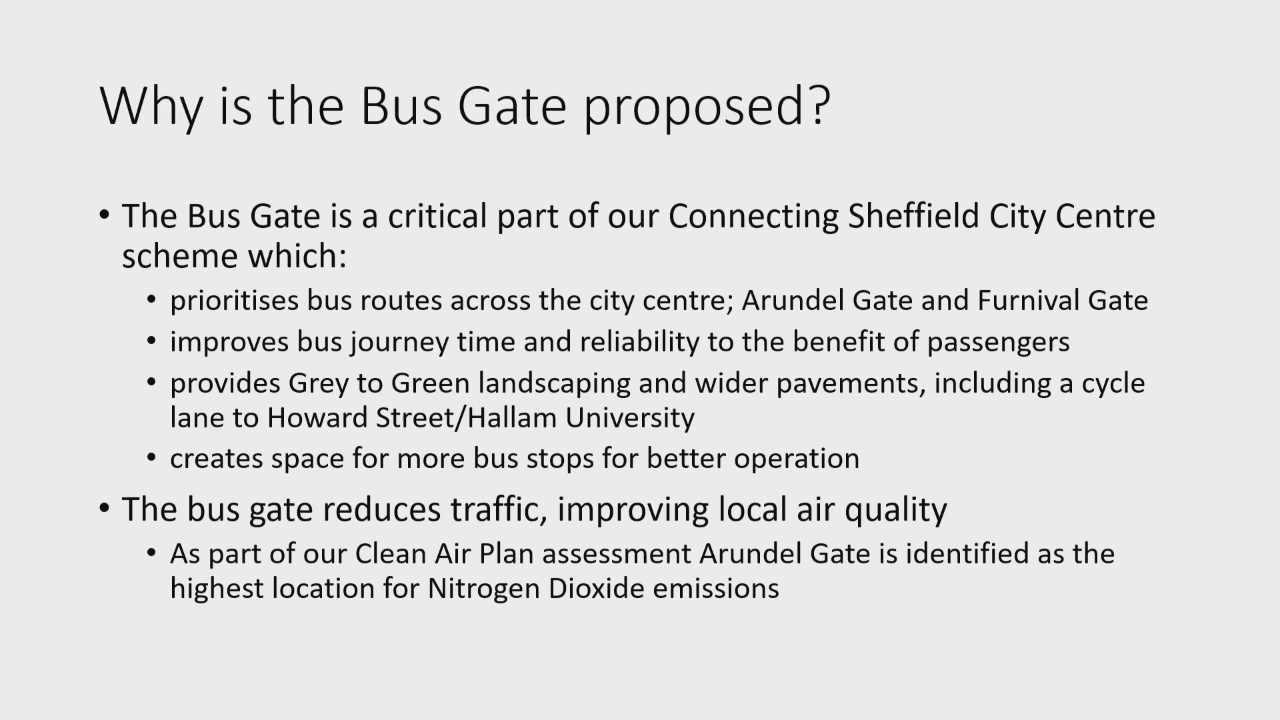 Why is the Bus Gate proposed?
• The Bus Gate is a critical part of our Connecting Sheffield City Centre
scheme which:
• prioritises bus routes across the city centre; Arundel Gate and Furnival Gate
• improves bus journey time and reliability to the benefit of passengers
• provides Grey to Green landscaping and wider pavements, including a cycle
lane to Howard Street/Hallam University
• creates space for more bus stops for better operation
• The bus gate reduces traffic, improving local air quality
• As part of our Clean Air Plan assessment Arundel Gate is identified as the
highest location for Nitrogen Dioxide emissions